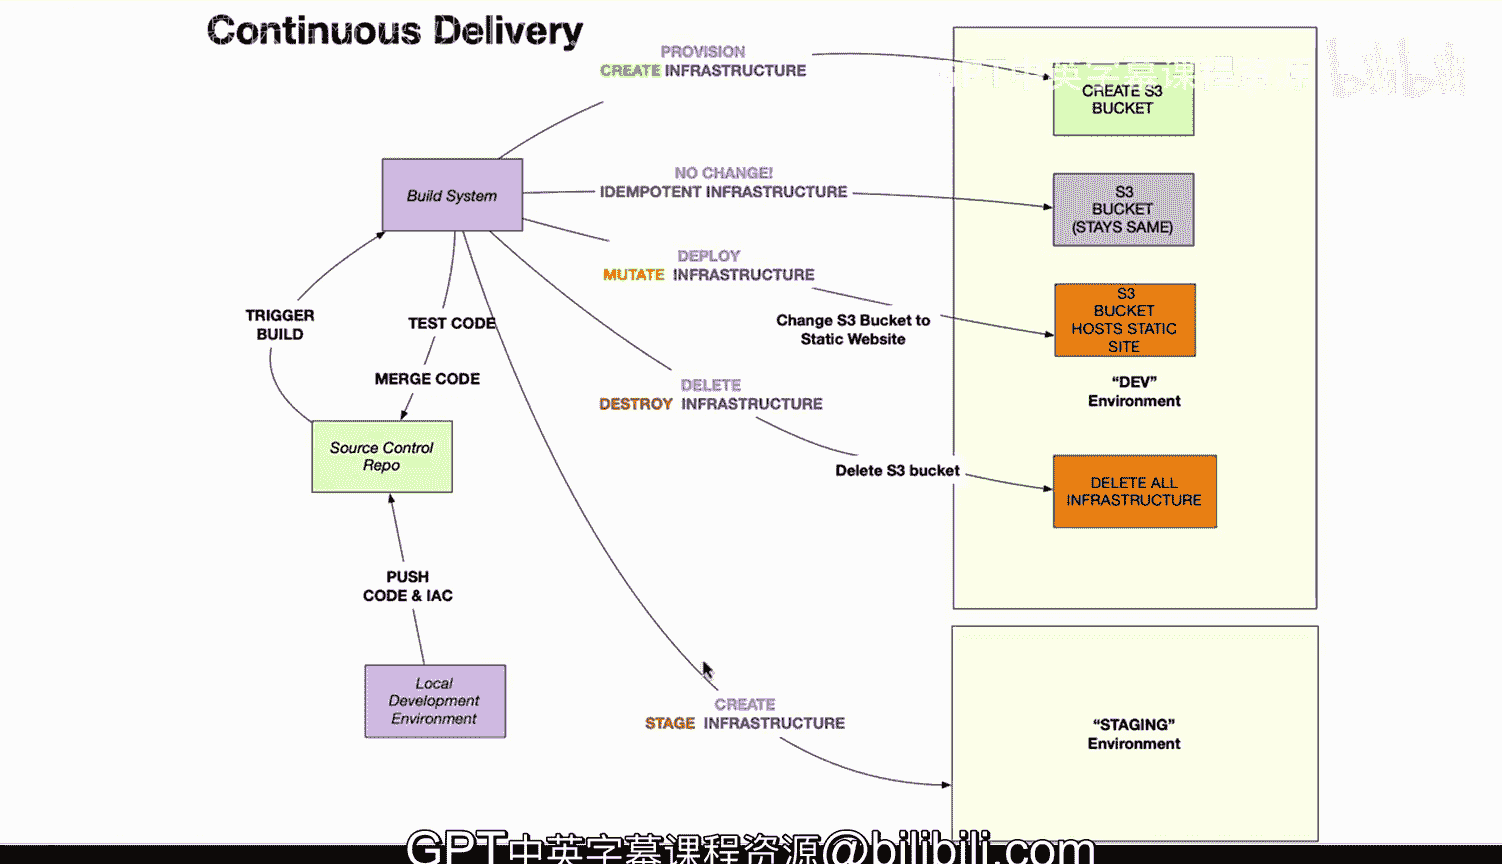 Continuous Delivery
PROVISION
CREATE INFRASTRUCTURE
CREATE S3
BUCKET
Build System
NO CHANGE!
IDEMPOTENT INFRASTRUCTURE
S3
BUCKET
(STAYS SAME)
DEPLOY
MUTATE INFRASTRUCTURE
Change S3 Bucket to
Static Website
S3
BUCKET
HOSTS STATIC
SITE
TRIGGER
BUILD
TEST CODE
MERGE CODE
"DEV"
Environment
DELETE
DESTROY INFRASTRUCTURE
Delete S3 bucket
DELETE ALL
INFRASTRUCTURE
Source Control
Repo
PUSH
CODE & IAC
Local
Development
Environment
CREATE
STAGE INFRASTRUCTURE
"STAGING"
Environment
GPT中英字幕课程资源@bilibili.com